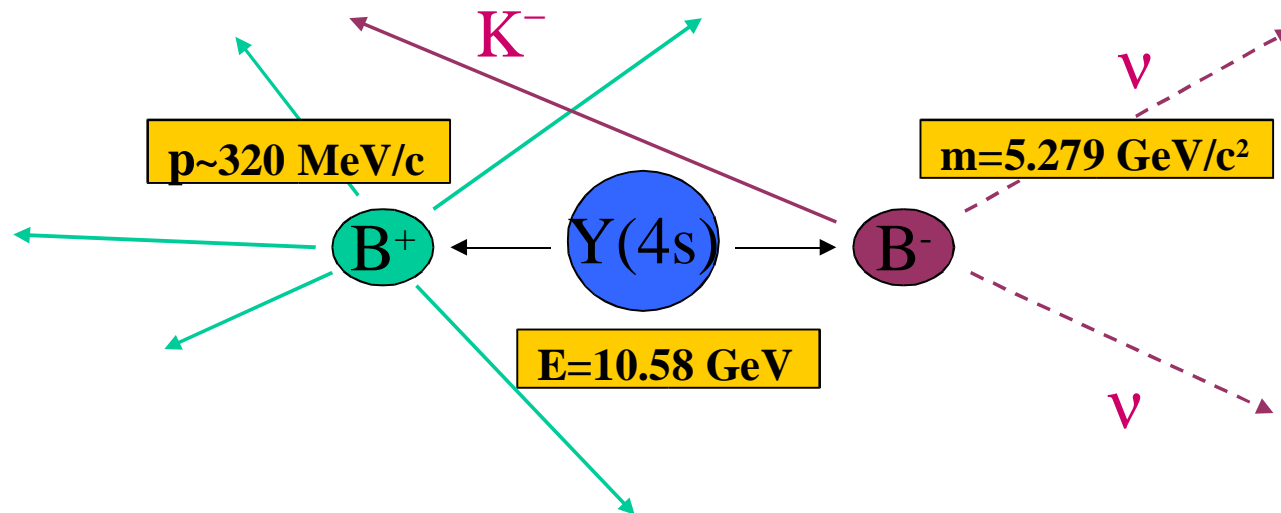 K⁻
ν
p~320 MeV/c
m=5.279 GeV/c²
B⁺
Υ(4s)
B⁻
E=10.58 GeV
ν